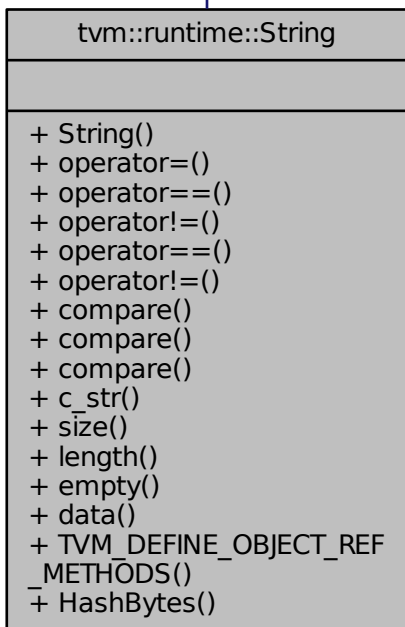 tvm::runtime::String
+ String()
+ operator=()
+ operator==()
+ operator!=()
+ operator==()
+ operator!=()
+ compare()
+ compare()
+ compare()
+ c_str()
+ size()
+ length()
+ empty()
+ data()
+ TVM_DEFINE_OBJECT_REF
_METHODS()
+ HashBytes()